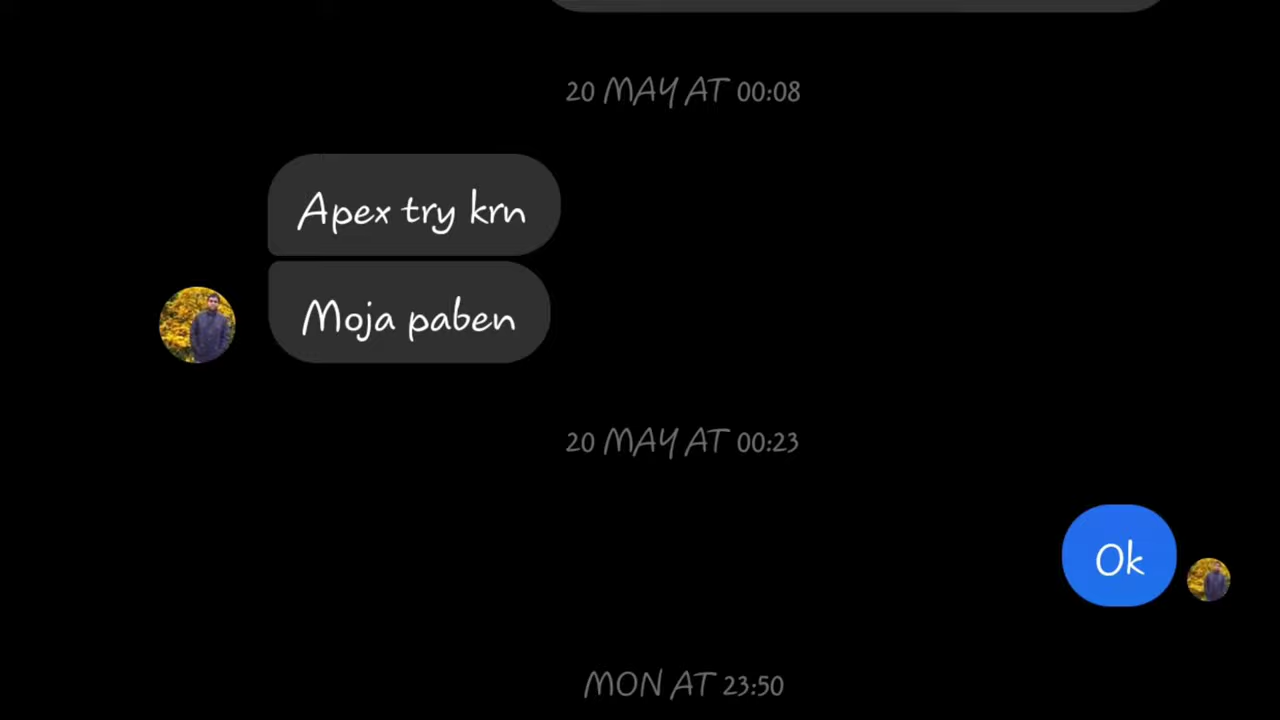 20 MAY AT 00:08
Apex try krn
Moja paben
20 MAY AT 00:23
Ok
MON AT 23:50